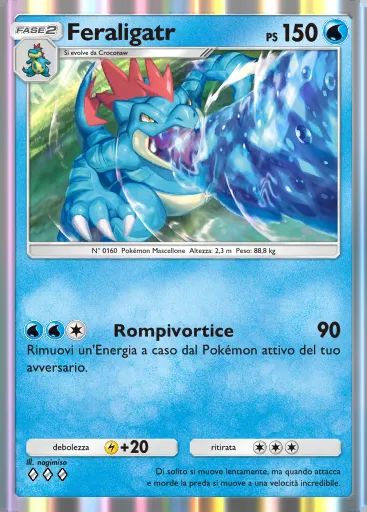 FASE 2 Feraligatr PS 150
Si evolve da Croconaw
N° 0160 Pokémon Mascellone Altezza: 2,3 m Peso: 88,8 kg
Rompivortice 90
Rimuovi un'Energia a caso dal Pokémon attivo del tuo
avversario.
debolezza +20 ritirata
Ill. nagimiso
Di solito si muove lentamente, ma quando attacca
e morde la preda si muove a una velocità incredibile.